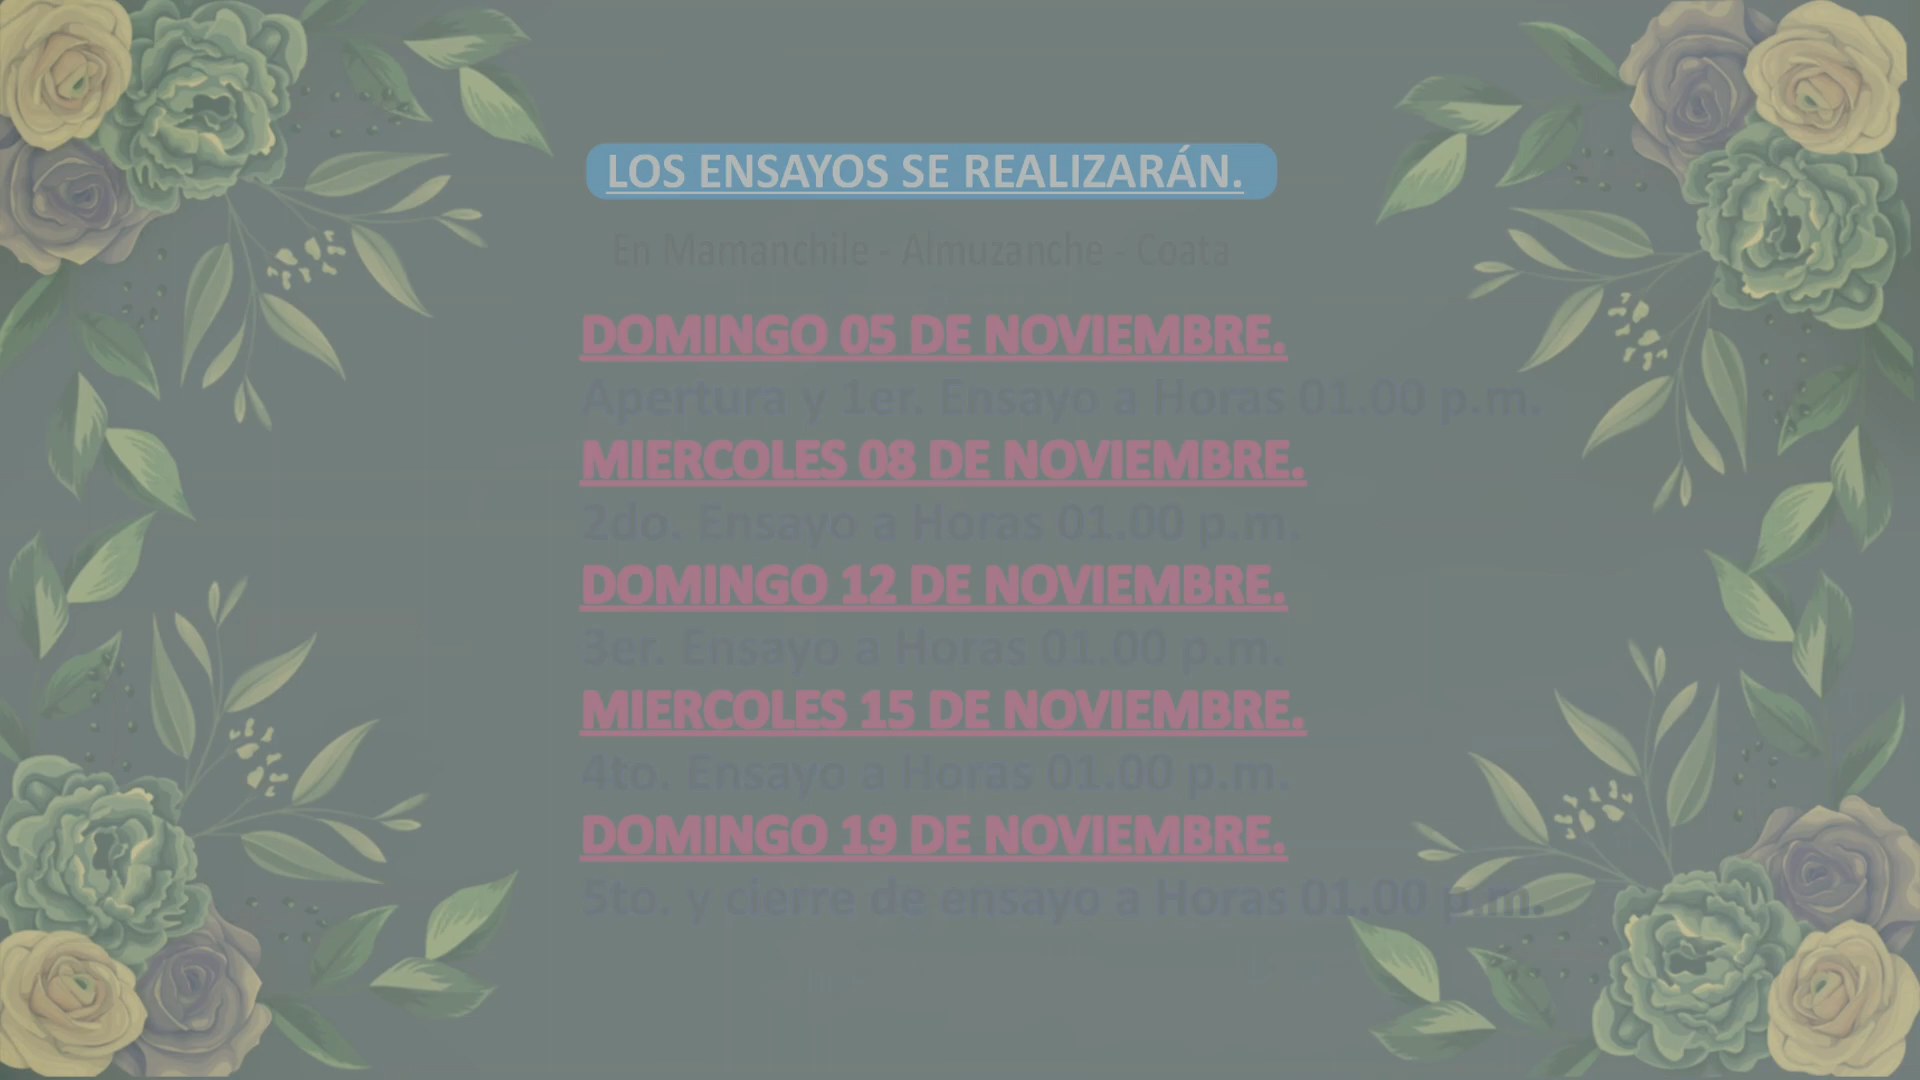 LOS ENSAYOS SE REALIZARÁN.
En Mamanchile - Almuzanche - Coata
DOMINGO 05 DE NOVIEMBRE.
Apertura y 1er. Ensayo a Horas 01.00 p.m.
MIERCOLES 08 DE NOVIEMBRE.
2do. Ensayo a Horas 01.00 p.m.
DOMINGO 12 DE NOVIEMBRE.
3er. Ensayo a Horas 01.00 p.m.
MIERCOLES 15 DE NOVIEMBRE.
4to. Ensayo a Horas 01.00 p.m.
DOMINGO 19 DE NOVIEMBRE.
5to. y cierre de ensayo a Horas 01.00 p.m.